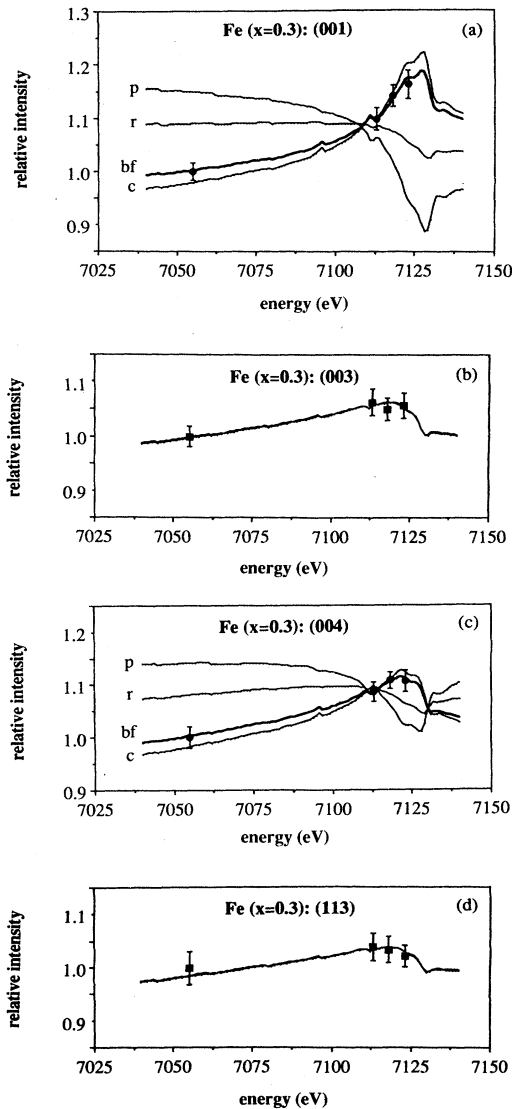 Fe (x=0.3): (001)
(a)
relative intensity
1.3
1.2
1.1
1.0
0.9
p
r
bf
c
7025 7050 7075 7100 7125 7150
energy (eV)
Fe (x=0.3): (003)
(b)
relative intensity
1.1
1.0
0.9
7025 7050 7075 7100 7125 7150
energy (eV)
Fe (x=0.3): (004)
(c)
relative intensity
1.2
1.1
1.0
0.9
p
r
bf
c
7025 7050 7075 7100 7125 7150
energy (eV)
Fe (x=0.3): (113)
(d)
relative intensity
1.1
1.0
0.9
7025 7050 7075 7100 7125 7150
energy (eV)